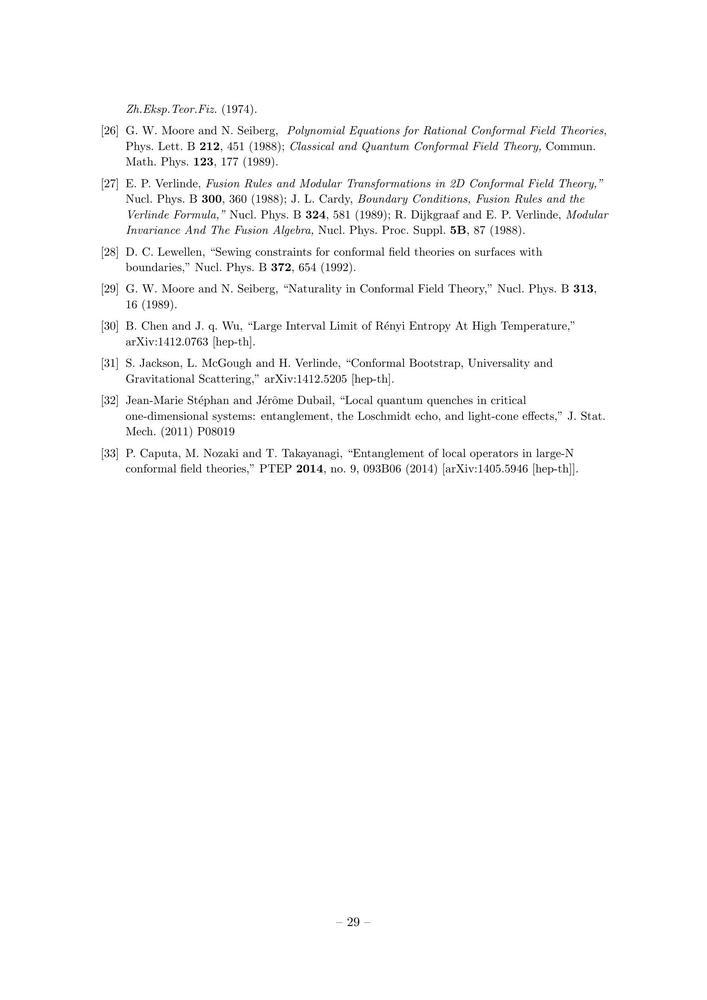 Zh.Eksp.Teor.Fiz. (1974).
[26] G. W. Moore and N. Seiberg, Polynomial Equations for Rational Conformal Field Theories,
Phys. Lett. B 212, 451 (1988); Classical and Quantum Conformal Field Theory, Commun.
Math. Phys. 123, 177 (1989).
[27] E. P. Verlinde, Fusion Rules and Modular Transformations in 2D Conformal Field Theory,”
Nucl. Phys. B 300, 360 (1988); J. L. Cardy, Boundary Conditions, Fusion Rules and the
Verlinde Formula,” Nucl. Phys. B 324, 581 (1989); R. Dijkgraaf and E. P. Verlinde, Modular
Invariance And The Fusion Algebra, Nucl. Phys. Proc. Suppl. 5B, 87 (1988).
[28] D. C. Lewellen, “Sewing constraints for conformal field theories on surfaces with
boundaries,” Nucl. Phys. B 372, 654 (1992).
[29] G. W. Moore and N. Seiberg, “Naturality in Conformal Field Theory,” Nucl. Phys. B 313,
16 (1989).
[30] B. Chen and J. q. Wu, “Large Interval Limit of Rényi Entropy At High Temperature,”
arXiv:1412.0763 [hep-th].
[31] S. Jackson, L. McGough and H. Verlinde, “Conformal Bootstrap, Universality and
Gravitational Scattering,” arXiv:1412.5205 [hep-th].
[32] Jean-Marie Stéphan and Jérôme Dubail, “Local quantum quenches in critical
one-dimensional systems: entanglement, the Loschmidt echo, and light-cone effects,” J. Stat.
Mech. (2011) P08019
[33] P. Caputa, M. Nozaki and T. Takayanagi, “Entanglement of local operators in large-N
conformal field theories,” PTEP 2014, no. 9, 093B06 (2014) [arXiv:1405.5946 [hep-th]].
– 29 –